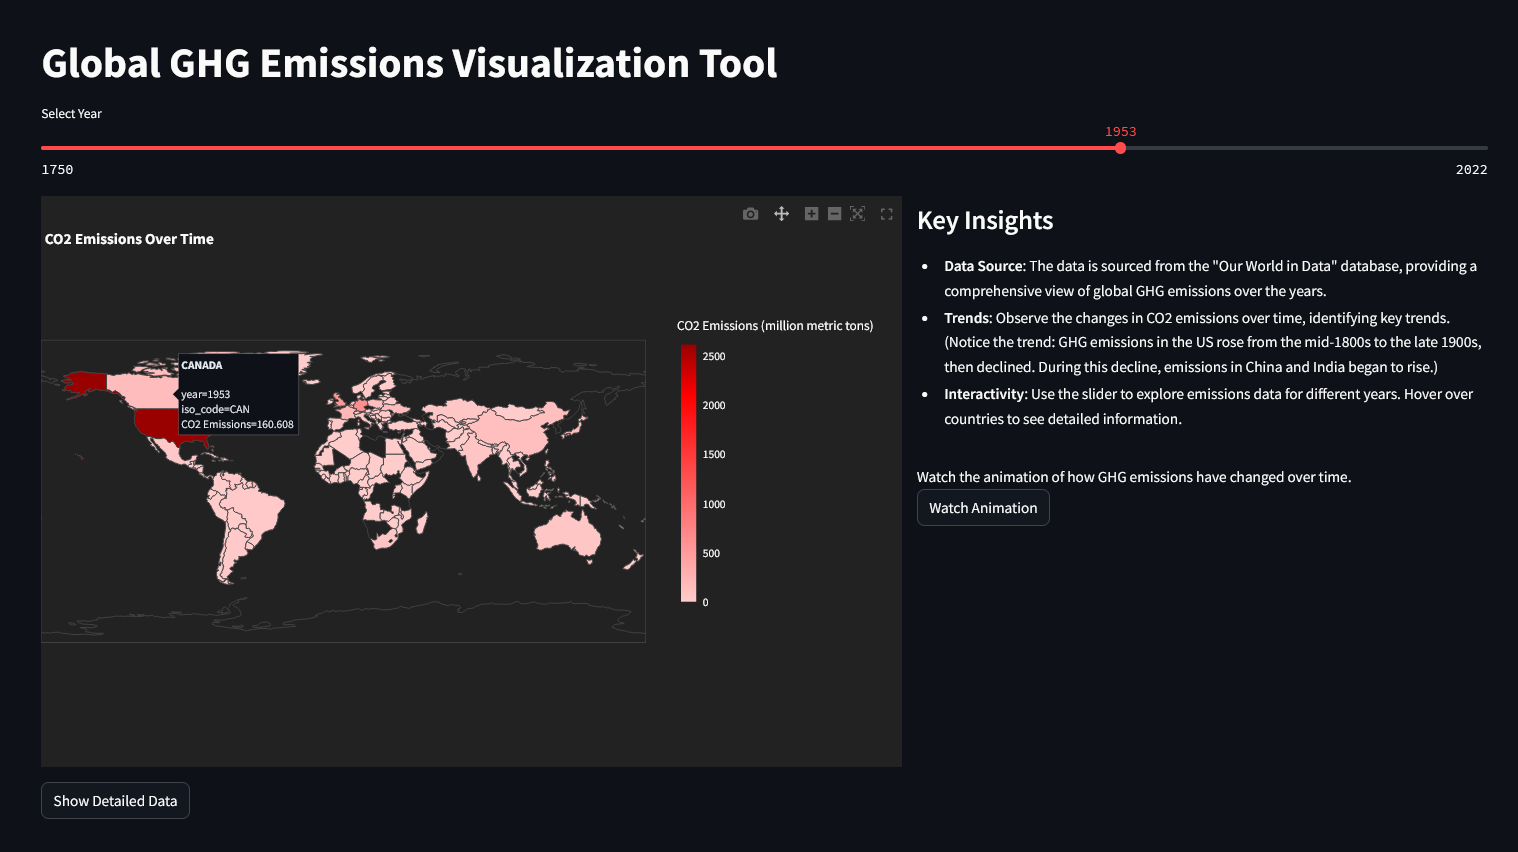 Global GHG Emissions Visualization Tool
Select Year
1953
1750
2022
CO2 Emissions Over Time
CO2 Emissions (million metric tons)
2500
2000
1500
1000
500
0
CANADA
year=1953
iso_code=CAN
CO2 Emissions=160.608
Key Insights
• Data Source: The data is sourced from the "Our World in Data" database, providing a
comprehensive view of global GHG emissions over the years.
• Trends: Observe the changes in CO2 emissions over time, identifying key trends.
(Notice the trend: GHG emissions in the US rose from the mid-1800s to the late 1900s,
then declined. During this decline, emissions in China and India began to rise.)
• Interactivity: Use the slider to explore emissions data for different years. Hover over
countries to see detailed information.
Watch the animation of how GHG emissions have changed over time.
Watch Animation
Show Detailed Data